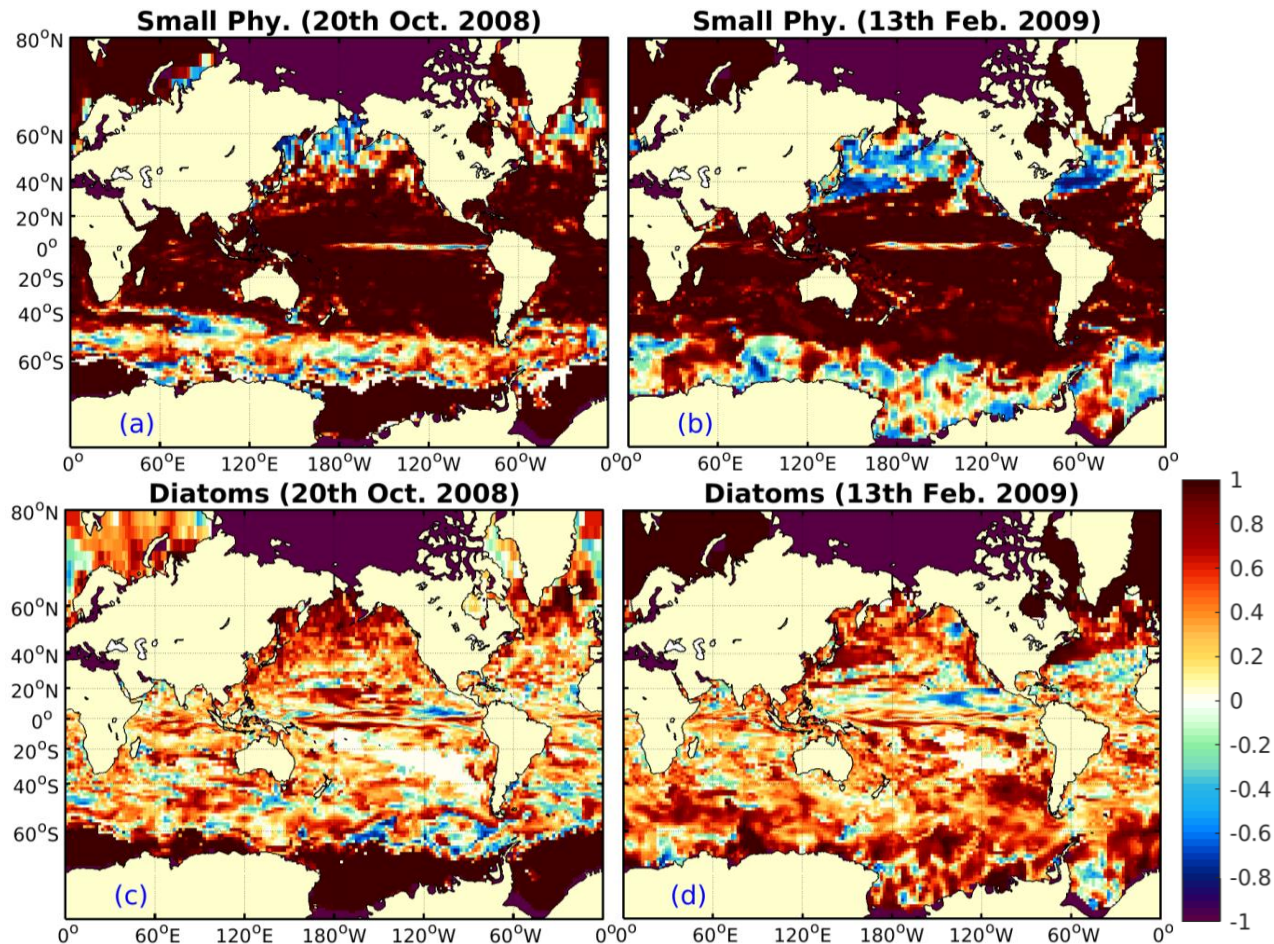 Small Phy. (20th Oct. 2008) Small Phy. (13th Feb. 2009)
80°N
60°N
40°N
20°N
0°
20°S
40°S
60°S
(a) (b)
0° 60°E 120°E 180°W 120°W 60°W 0° 0° 60°E 120°E 180°W 120°W 60°W 0°
Diatoms (20th Oct. 2008) Diatoms (13th Feb. 2009)
80°N
60°N
40°N
20°N
0°
20°S
40°S
60°S
(c) (d)
0° 60°E 120°E 180°W 120°W 60°W 0° 0° 60°E 120°E 180°W 120°W 60°W 0°
1
0.8
0.6
0.4
0.2
0
-0.2
-0.4
-0.6
-0.8
-1